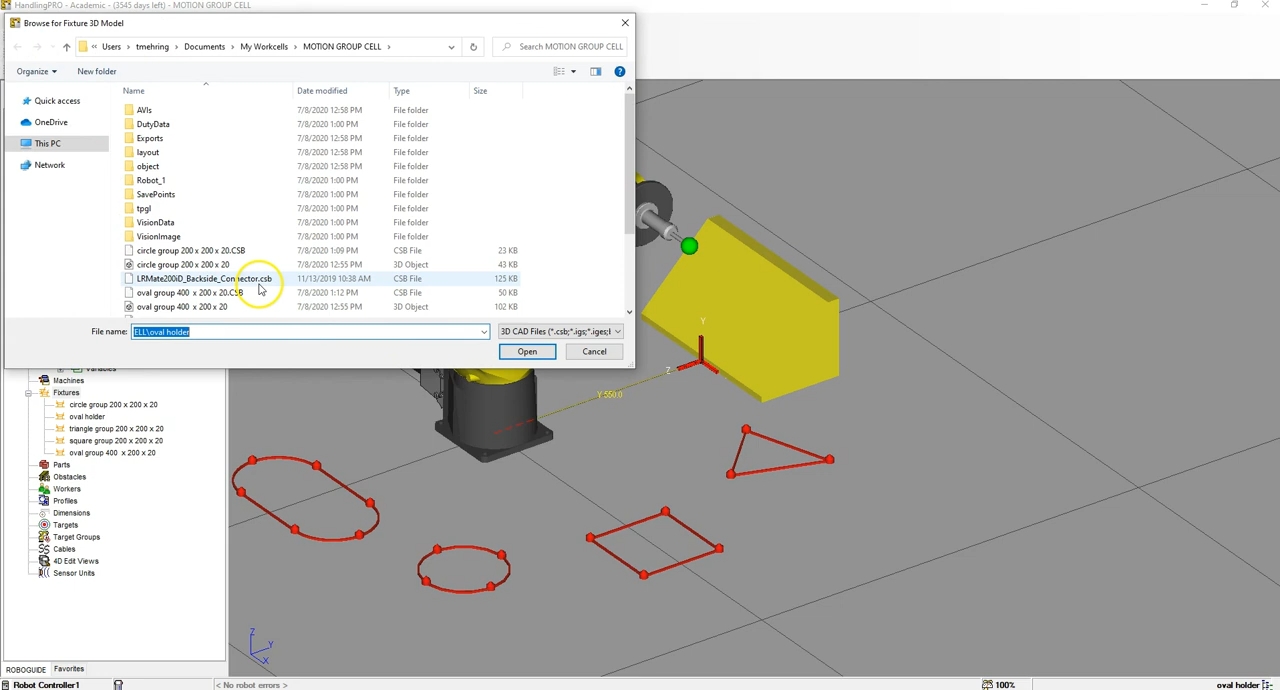 HandlingPRO - Academic - (3545 days left) - MOTION GROUP CELL
Browse for Fixture 3D Model
« Users › tmehring › Documents › My Workcells › MOTION GROUP CELL ›
Search MOTION GROUP CELL
Organize
New folder
Name Date modified Type Size
Quick access
OneDrive
This PC
Network
AVIs 7/8/2020 12:58 PM File folder
DutyData 7/8/2020 1:00 PM File folder
Exports 7/8/2020 12:58 PM File folder
layout 7/8/2020 12:58 PM File folder
object 7/8/2020 12:58 PM File folder
Robot_1 7/8/2020 1:00 PM File folder
SavePoints 7/8/2020 1:00 PM File folder
tpgl 7/8/2020 1:00 PM File folder
VisionData 7/8/2020 1:00 PM File folder
VisionImage 7/8/2020 1:00 PM File folder
circle group 200 x 200 x 20.CSB 7/8/2020 1:09 PM CSB File 23 KB
circle group 200 x 200 x 20 7/8/2020 12:55 PM 3D Object 43 KB
LRMate200iD_Backside_Connector.csb 11/13/2019 10:38 AM CSB File 125 KB
oval group 400 x 200 x 20.CSB 7/8/2020 1:12 PM CSB File 50 KB
oval group 400 x 200 x 20 7/8/2020 12:55 PM 3D Object 102 KB
File name: ELL\oval holder
3D CAD Files (*.csb;*.igs;*.iges;
Open
Cancel
Machines
Fixtures
circle group 200 x 200 x 20
oval holder
triangle group 200 x 200 x 20
square group 200 x 200 x 20
oval group 400 x 200 x 20
Parts
Obstacles
Workers
Profiles
Dimensions
Targets
Target Groups
Cables
4D Edit Views
Sensor Units
Y
Z
Y 550.0
Z
Y
X
ROBOGUIDE
Favorites
Robot Controller1
< No robot errors >
100%
oval holder